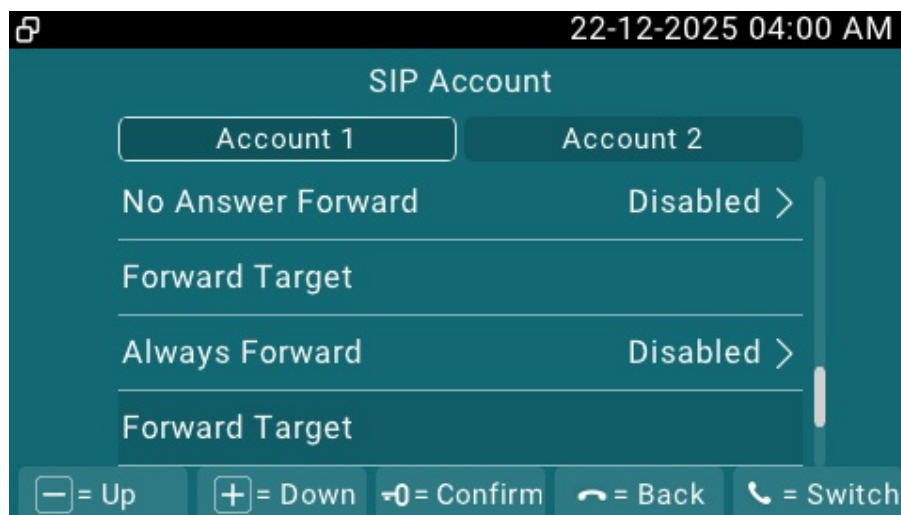 22-12-2025 04:00 AM
SIP Account
Account 1 Account 2
No Answer Forward Disabled >
Forward Target
Always Forward Disabled >
Forward Target
- = Up + = Down = Confirm = Back = Switch